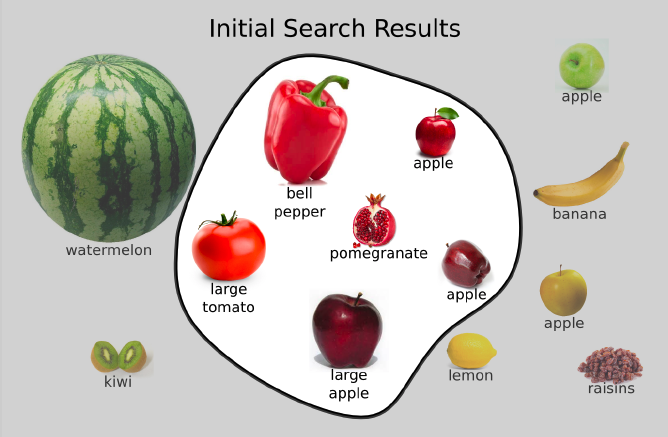 Initial Search Results
apple
bell
pepper
apple
banana
watermelon
pomegranate
large
tomato
apple
apple
large
apple
kiwi
lemon
raisins